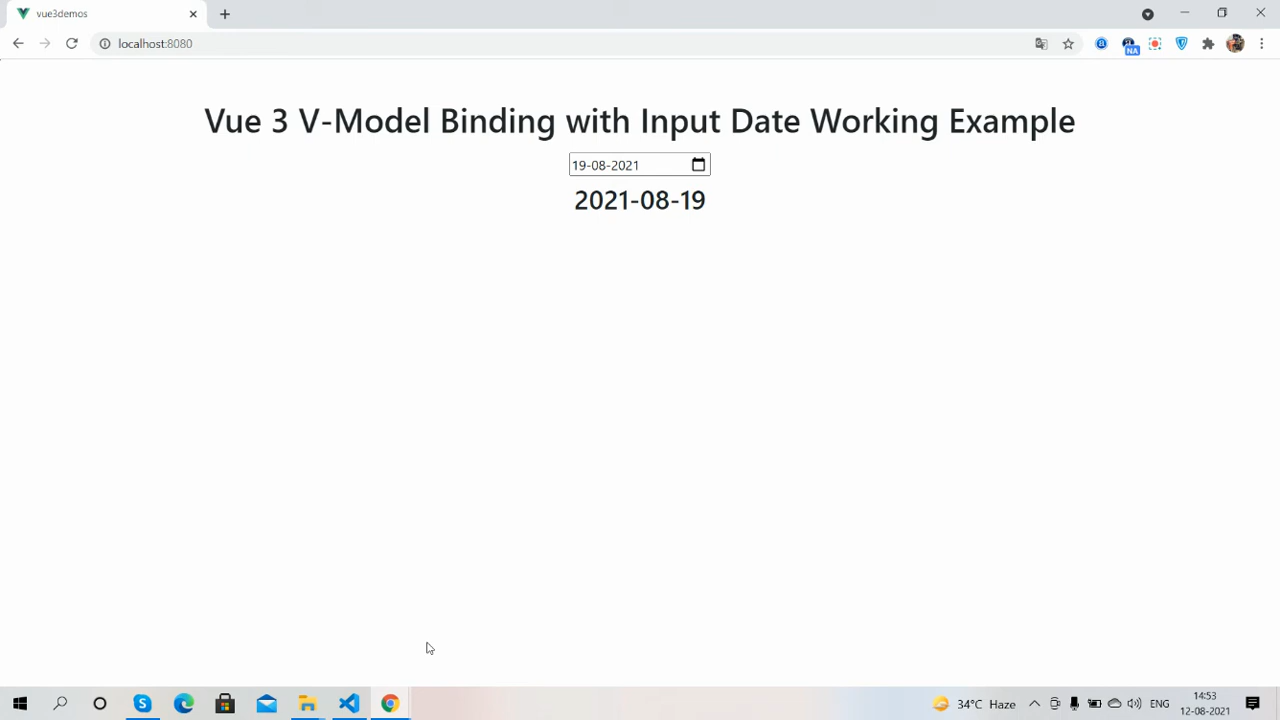 vue3demos
localhost:8080
NA
Vue 3 V-Model Binding with Input Date Working Example
19-08-2021
2021-08-19
34°C Haze
ENG
14:53
12-08-2021